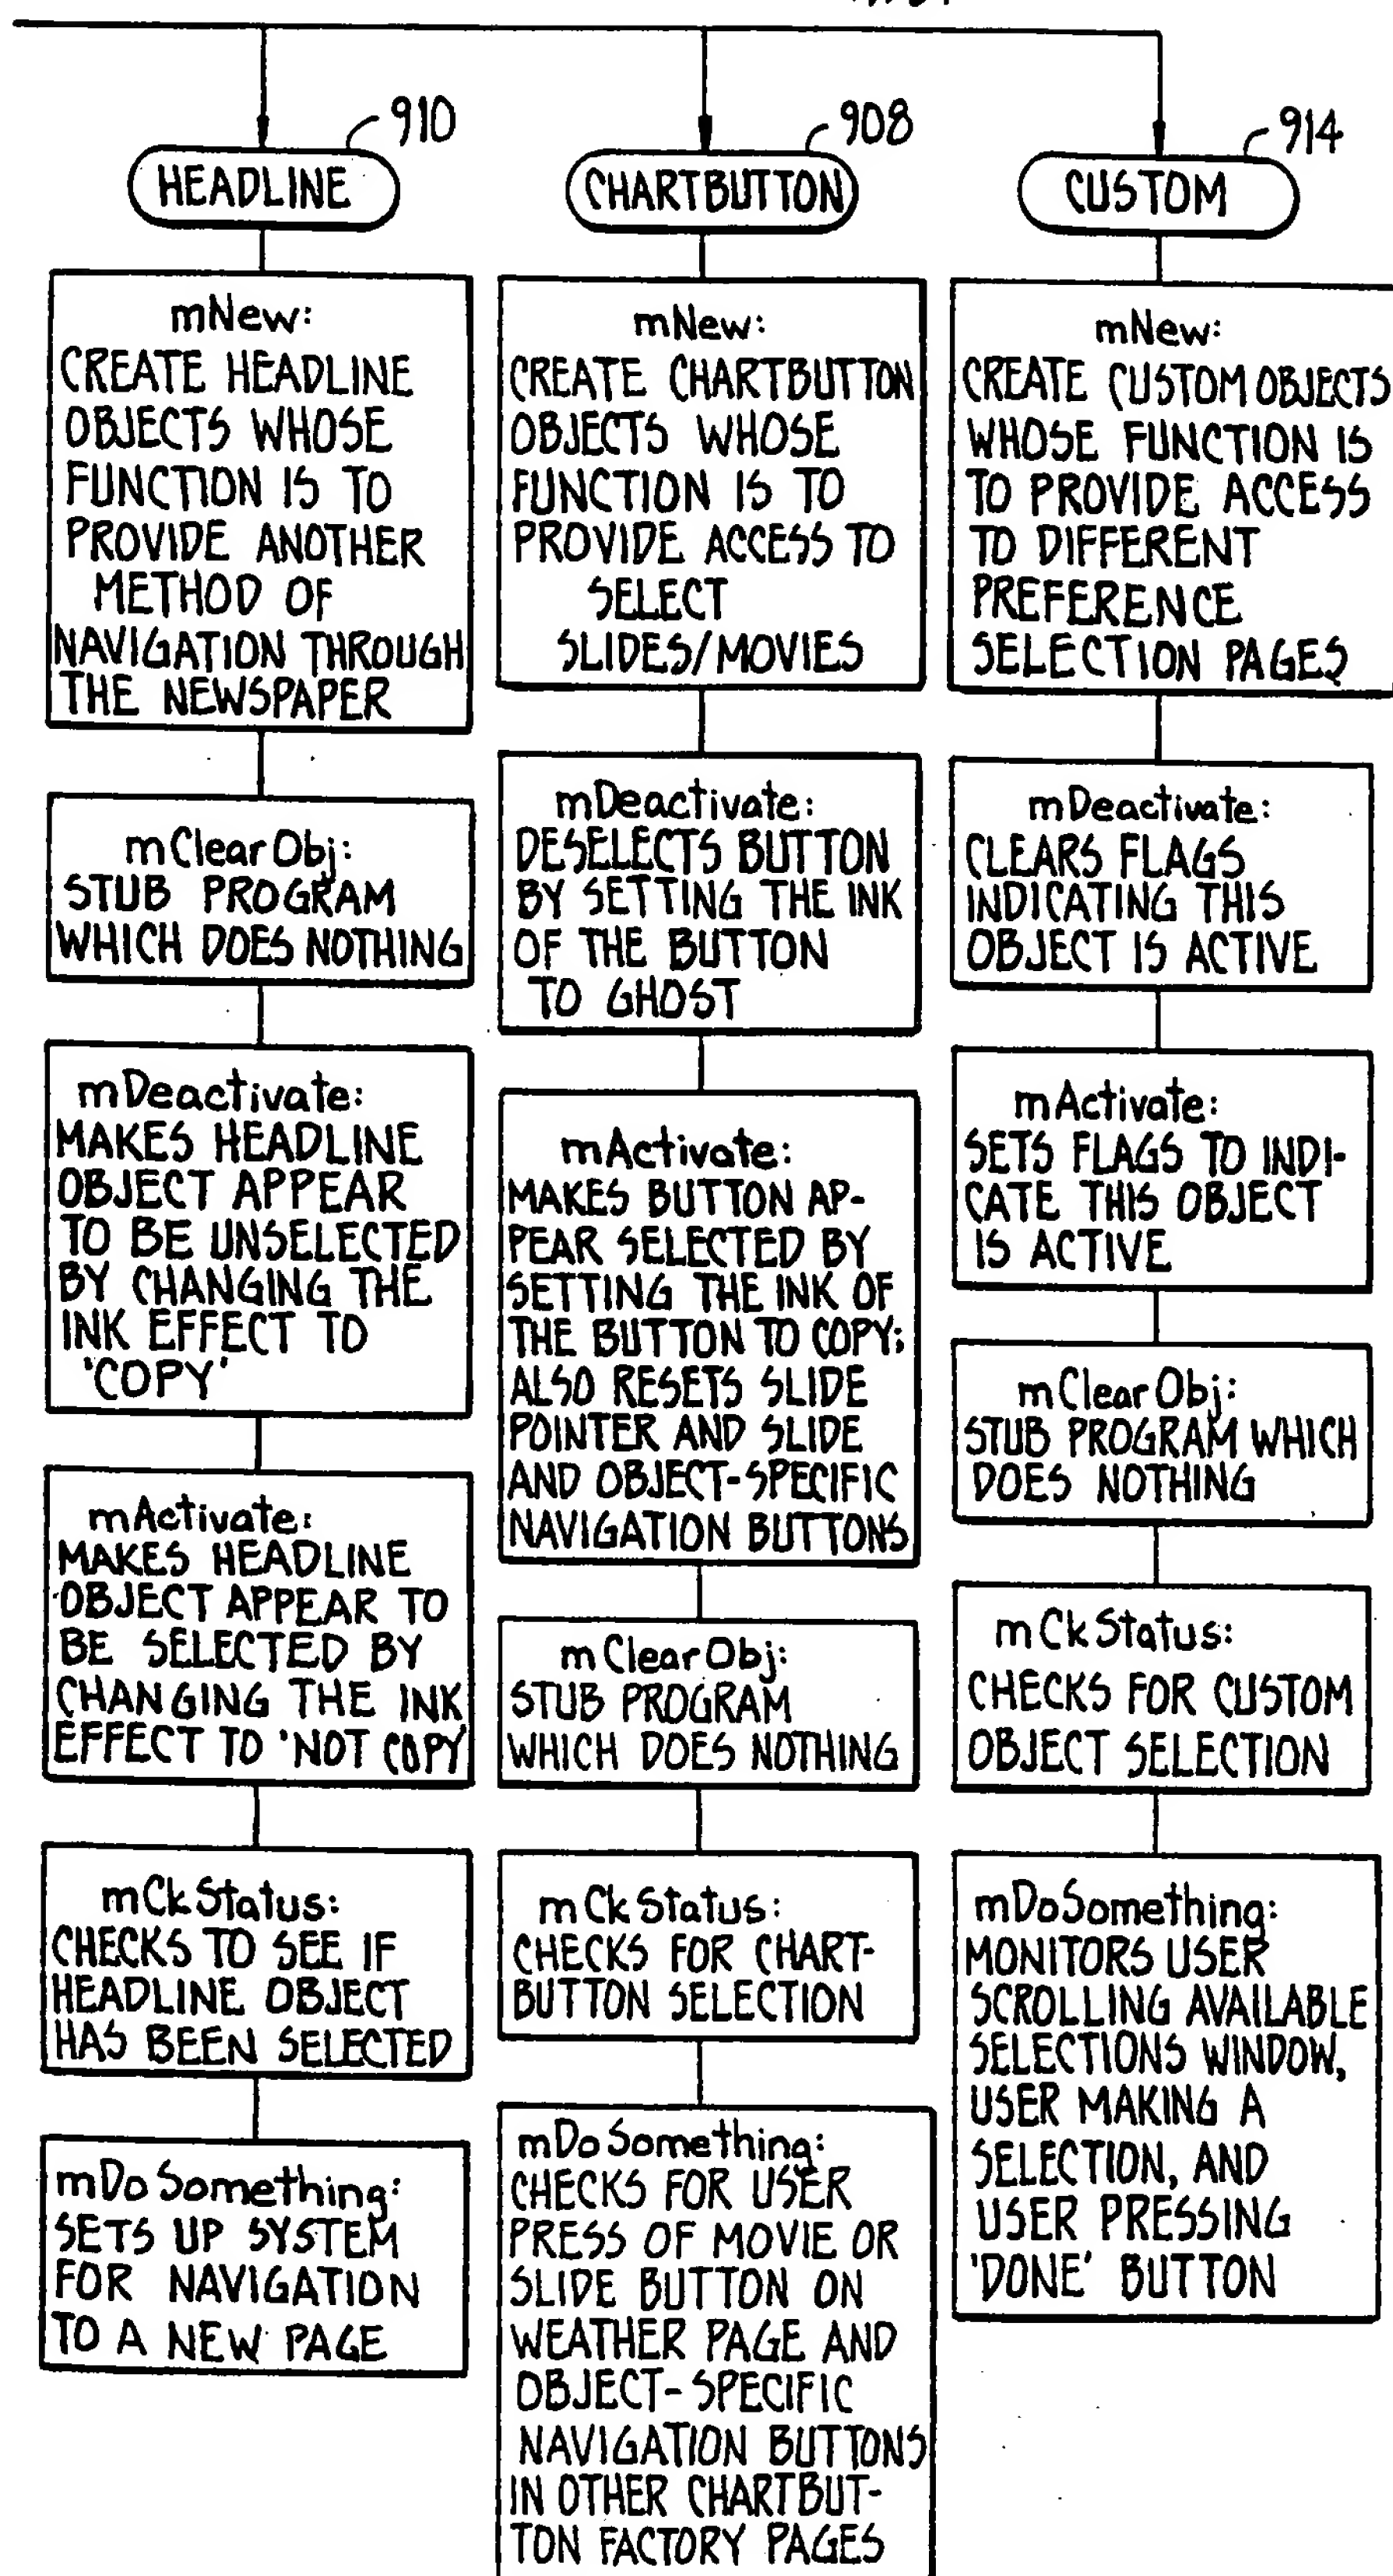 910
HEADLINE
mNew:
CREATE HEADLINE
OBJECTS WHOSE
FUNCTION IS TO
PROVIDE ANOTHER
METHOD OF
NAVIGATION THROUGH
THE NEWSPAPER
mClearObj:
STUB PROGRAM
WHICH DOES NOTHING
mDeactivate:
MAKES HEADLINE
OBJECT APPEAR
TO BE UNSELECTED
BY CHANGING THE
INK EFFECT TO
'COPY'
mActivate:
MAKES HEADLINE
OBJECT APPEAR TO
BE SELECTED BY
CHANGING THE INK
EFFECT TO 'NOT COPY'
mCkStatus:
CHECKS TO SEE IF
HEADLINE OBJECT
HAS BEEN SELECTED
mDoSomething:
SETS UP SYSTEM
FOR NAVIGATION
TO A NEW PAGE
908
CHARTBUTTON
mNew:
CREATE CHARTBUTTON
OBJECTS WHOSE
FUNCTION IS TO
PROVIDE ACCESS TO
SELECT
SLIDES/MOVIES
mDeactivate:
DESELECTS BUTTON
BY SETTING THE INK
OF THE BUTTON
TO GHOST
mActivate:
MAKES BUTTON AP-
PEAR SELECTED BY
SETTING THE INK OF
THE BUTTON TO COPY;
ALSO RESETS SLIDE
POINTER AND SLIDE
AND OBJECT-SPECIFIC
NAVIGATION BUTTONS
mClearObj:
STUB PROGRAM
WHICH DOES NOTHING
mCkStatus:
CHECKS FOR CHART-
BUTTON SELECTION
mDoSomething:
CHECKS FOR USER
PRESS OF MOVIE OR
SLIDE BUTTON ON
WEATHER PAGE AND
OBJECT-SPECIFIC
NAVIGATION BUTTONS
IN OTHER CHARTBUT-
TON FACTORY PAGES
914
CUSTOM
mNew:
CREATE CUSTOM OBJECTS
WHOSE FUNCTION IS
TO PROVIDE ACCESS
TO DIFFERENT
PREFERENCE
SELECTION PAGES
mDeactivate:
CLEARS FLAGS
INDICATING THIS
OBJECT IS ACTIVE
mActivate:
SETS FLAGS TO INDI-
CATE THIS OBJECT
IS ACTIVE
mClearObj:
STUB PROGRAM WHICH
DOES NOTHING
mCkStatus:
CHECKS FOR CUSTOM
OBJECT SELECTION
mDoSomething:
MONITORS USER
SCROLLING AVAILABLE
SELECTIONS WINDOW,
USER MAKING A
SELECTION, AND
USER PRESSING
'DONE' BUTTON